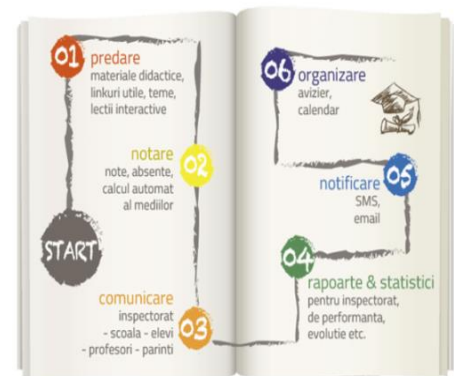 START
01
predare
materiale didactice,
linkuri utile, teme,
lectii interactive
02
notare
note, absente,
calcul automat
al mediilor
03
comunicare
inspectorat
- scoala - elevi
- profesori - parinti
04
rapoarte & statistici
pentru inspectorat,
de performanta,
evolutie etc.
05
notificare
SMS,
email
06
organizare
avizier,
calendar